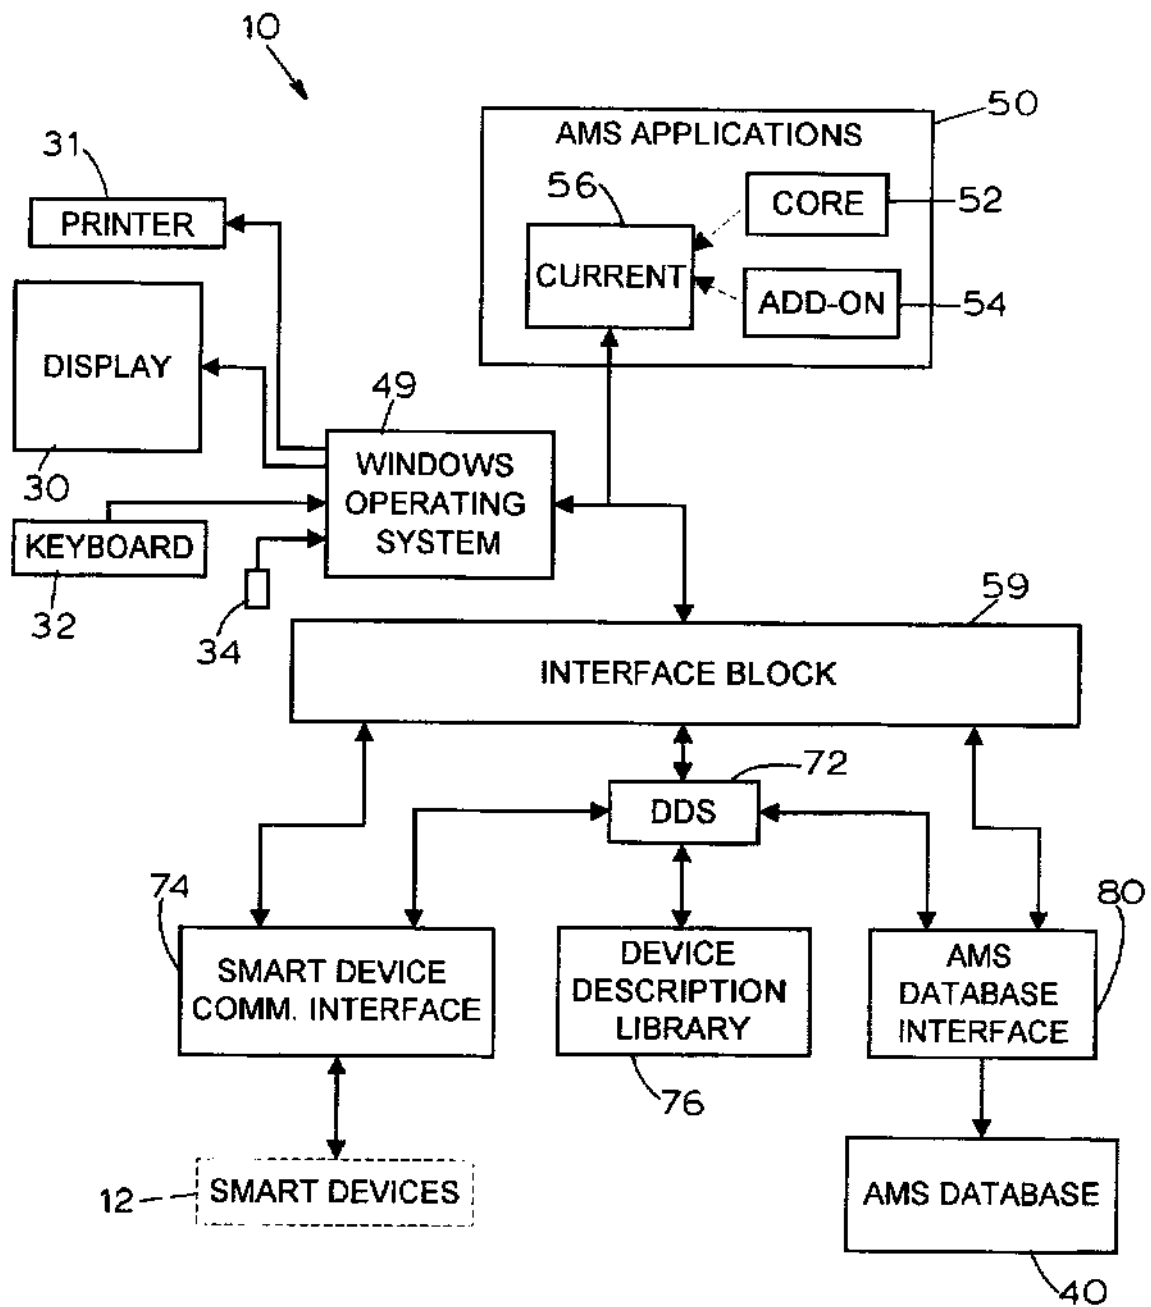 10
50
AMS APPLICATIONS
31
56
CORE
52
PRINTER
CURRENT
ADD-ON
54
DISPLAY
49
30
WINDOWS
OPERATING
SYSTEM
KEYBOARD
32
34
59
INTERFACE BLOCK
72
DDS
74
80
SMART DEVICE
COMM. INTERFACE
DEVICE
DESCRIPTION
LIBRARY
AMS
DATABASE
INTERFACE
76
12
SMART DEVICES
AMS DATABASE
40